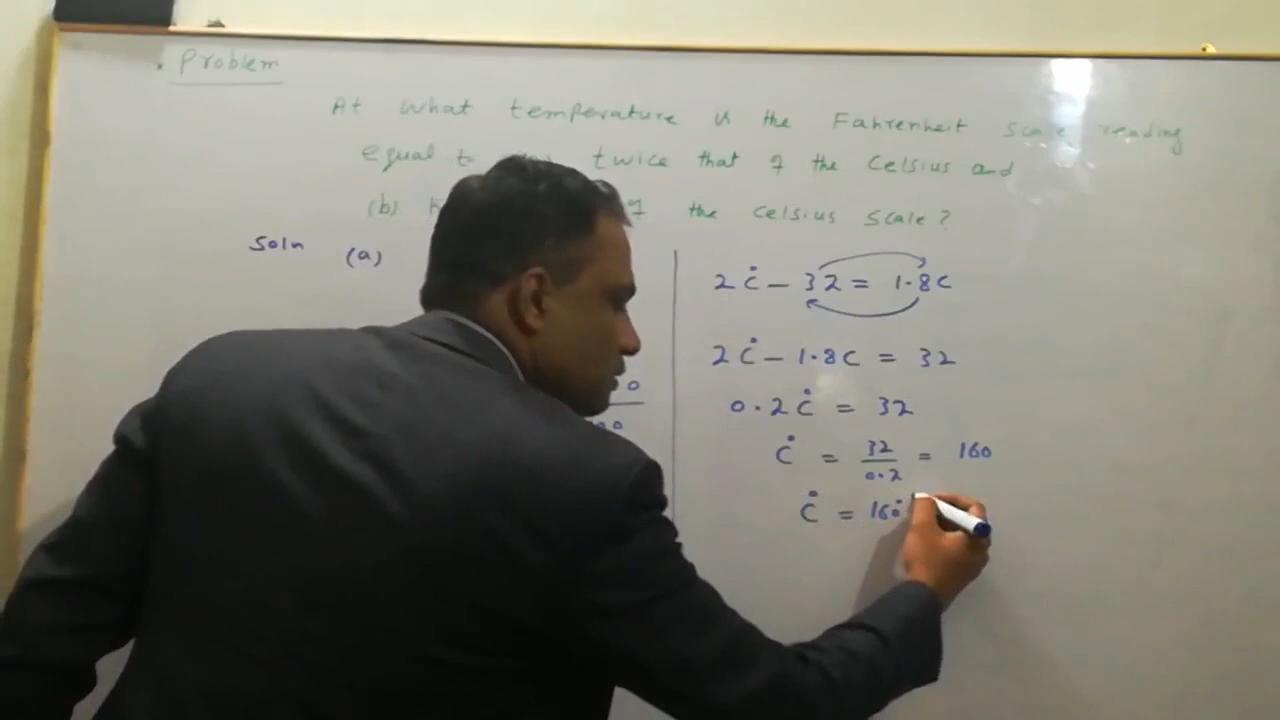 Problem
At what temperature is the Fahrenheit scale reading
equal to twice that of the Celsius and
(b) of the Celsius scale?
Soln (a)
2C° - 32 = 1.8C
2C° - 1.8C = 32
0.2C° = 32
C° = 32/0.2 = 160
C° = 160°